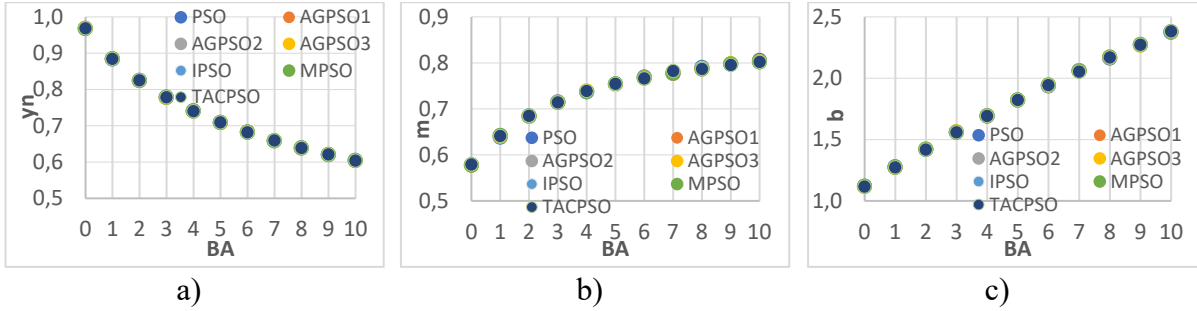 1,0
0,9
0,8
0,7
0,6
0,5
yn
PSO AGPSO1
AGPSO2 AGPSO3
IPSO MPSO
TACPSO
0 1 2 3 4 5 6 7 8 9 10
BA
a)
0,9
0,8
0,7
0,6
0,5
m
PSO AGPSO1
AGPSO2 AGPSO3
IPSO MPSO
TACPSO
0 1 2 3 4 5 6 7 8 9 10
BA
b)
2,5
2,0
1,5
1,0
b
PSO AGPSO1
AGPSO2 AGPSO3
IPSO MPSO
TACPSO
0 1 2 3 4 5 6 7 8 9 10
BA
c)